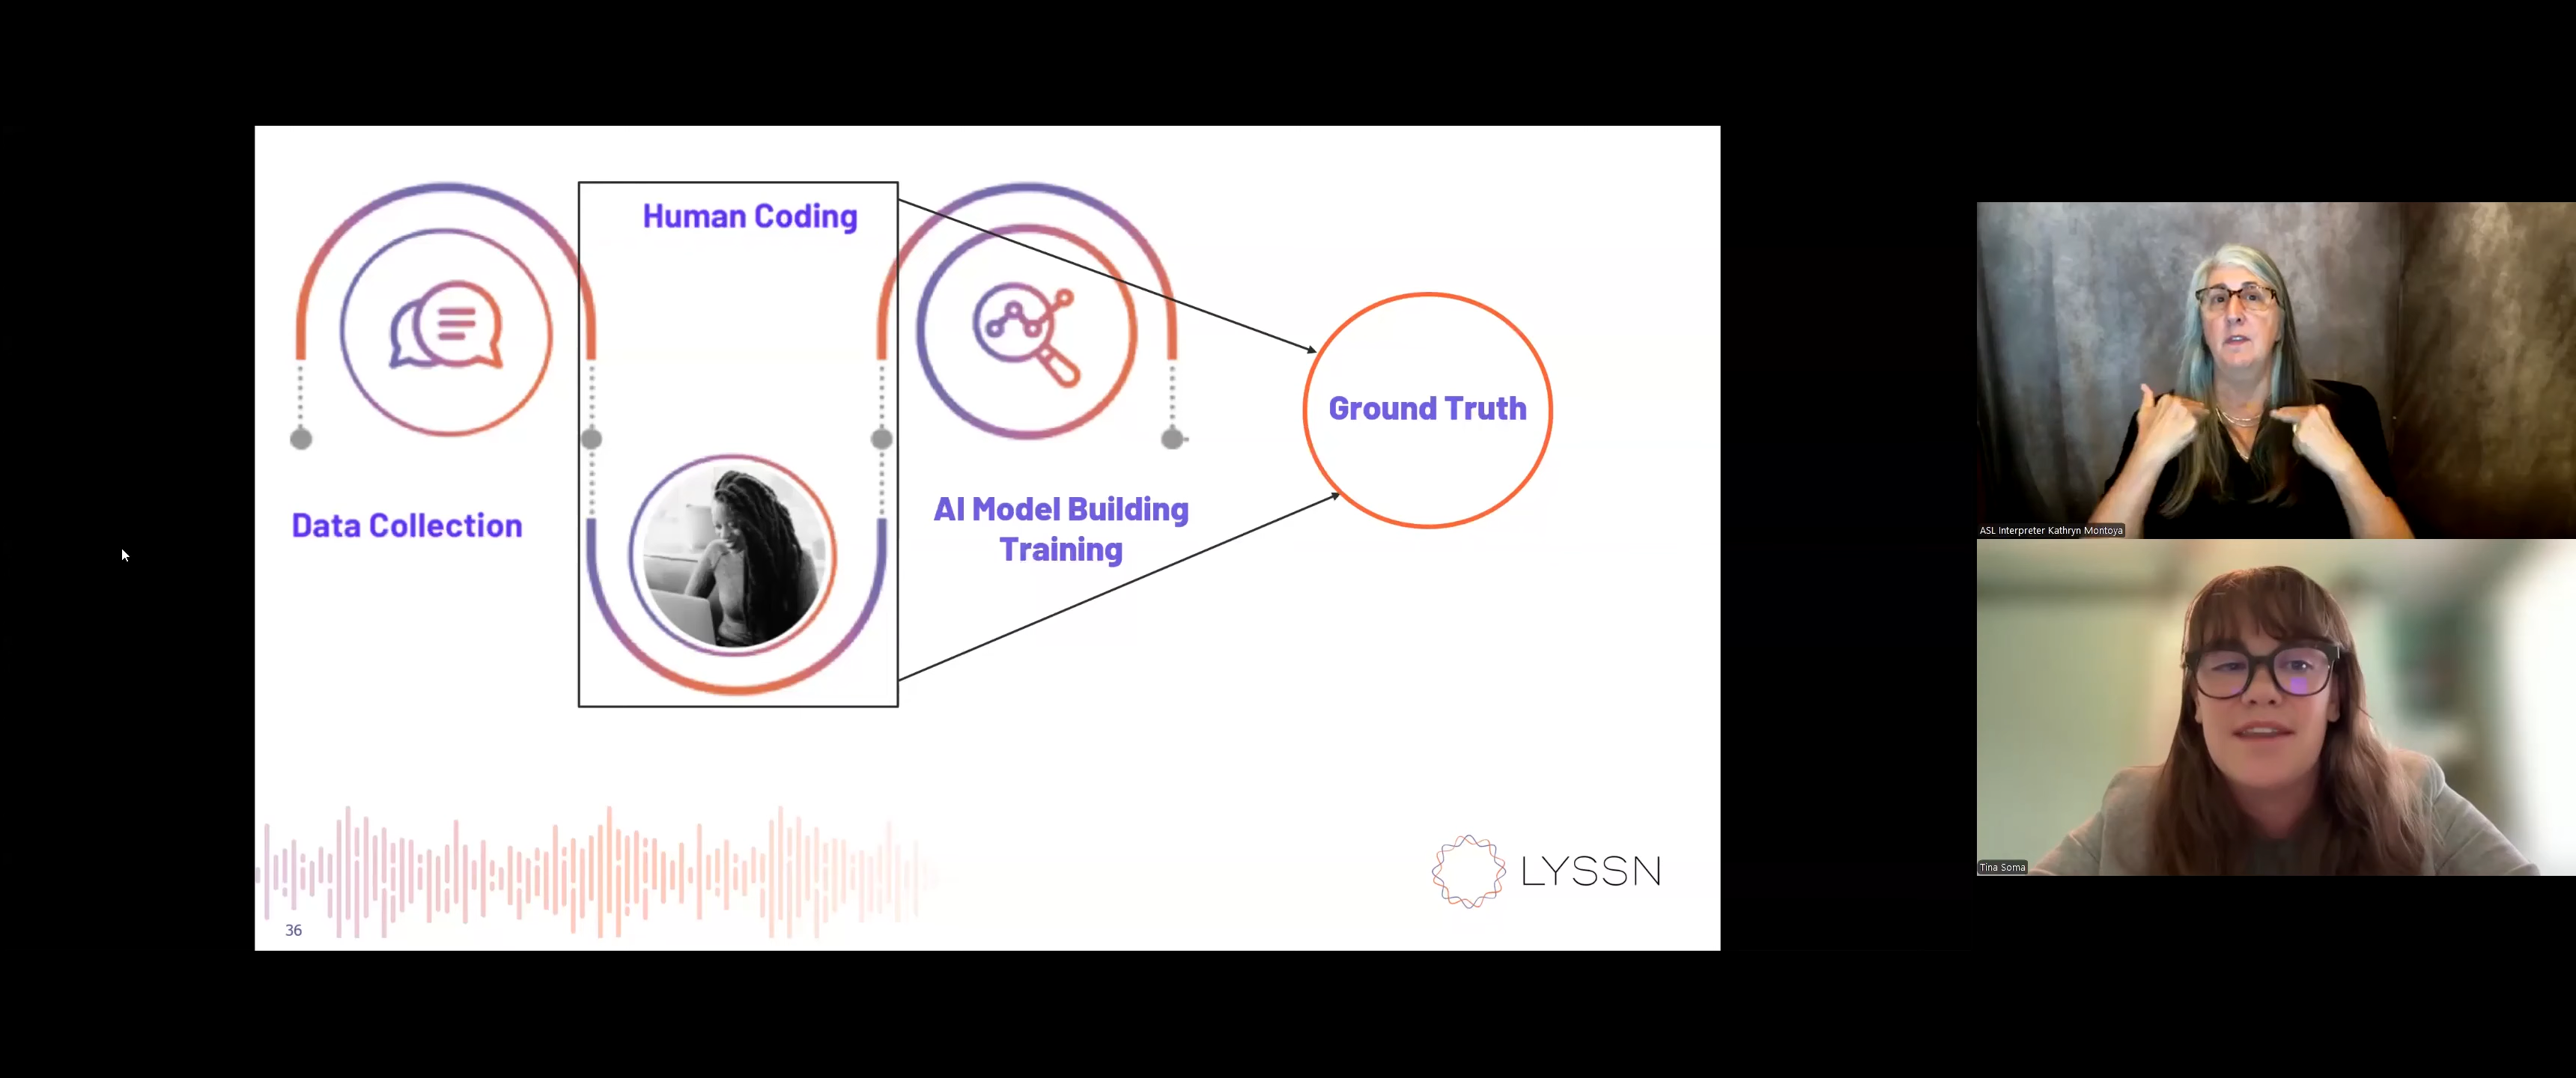 Human Coding
Data Collection
AI Model Building
Training
Ground Truth
LYSSN
36
ASL Interpreter Kathryn Montoya
Tina Soma